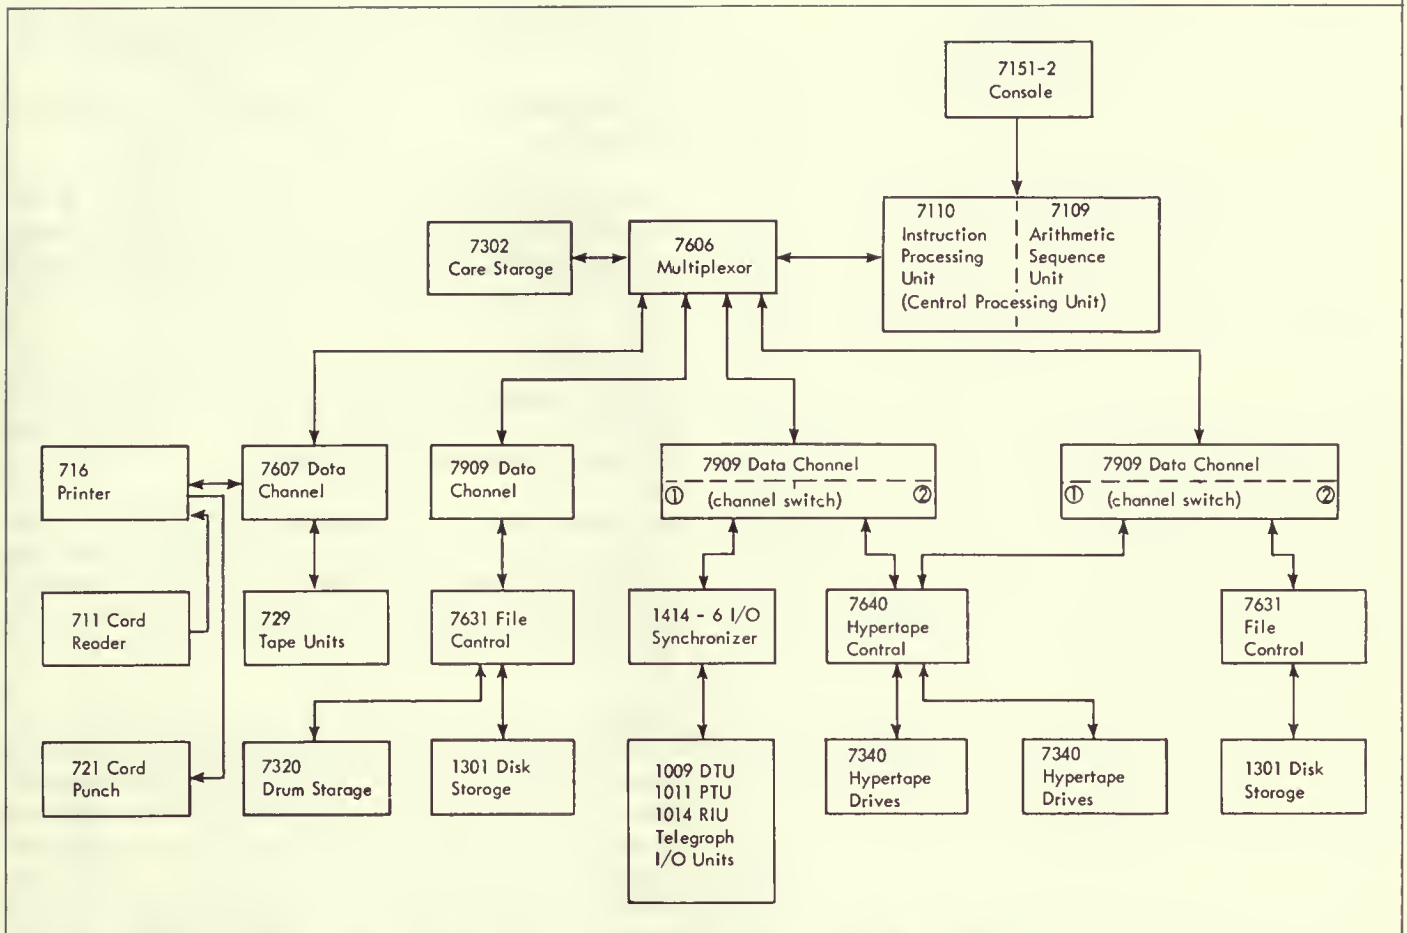 7151-2
Console
7110
Instruction
Processing
Unit
7109
Arithmetic
Sequence
Unit
(Central Processing Unit)
7302
Core Storage
7606
Multiplexor
716
Printer
7607 Data
Channel
7909 Data
Channel
7909 Data Channel
① (channel switch) ②
7909 Data Channel
① (channel switch) ②
711 Card
Reader
729
Tape Units
7631 File
Control
1414 - 6 I/O
Synchronizer
7640
Hypertape
Control
7631
File
Control
721 Card
Punch
7320
Drum Storage
1301 Disk
Storage
1009 DTU
1011 PTU
1014 RIU
Telegraph
I/O Units
7340
Hypertape
Drives
7340
Hypertape
Drives
1301 Disk
Storage